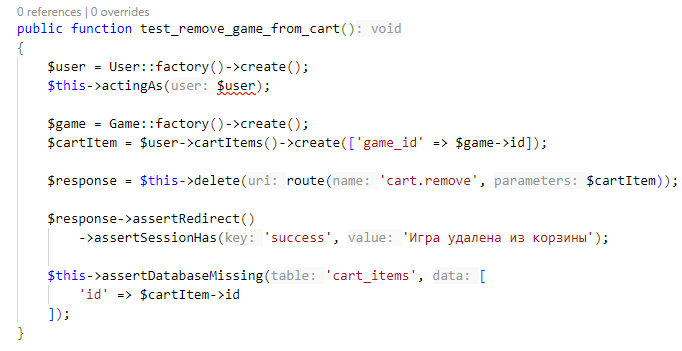 0 references | 0 overrides
public function test_remove_game_from_cart(): void
{
    $user = User::factory()->create();
    $this->actingAs(user: $user);

    $game = Game::factory()->create();
    $cartItem = $user->cartItems()->create(['game_id' => $game->id]);

    $response = $this->delete(uri: route(name: 'cart.remove', parameters: $cartItem));

    $response->assertRedirect()
        ->assertSessionHas(key: 'success', value: 'Игра удалена из корзины');

    $this->assertDatabaseMissing(table: 'cart_items', data: [
        'id' => $cartItem->id
    ]);
}